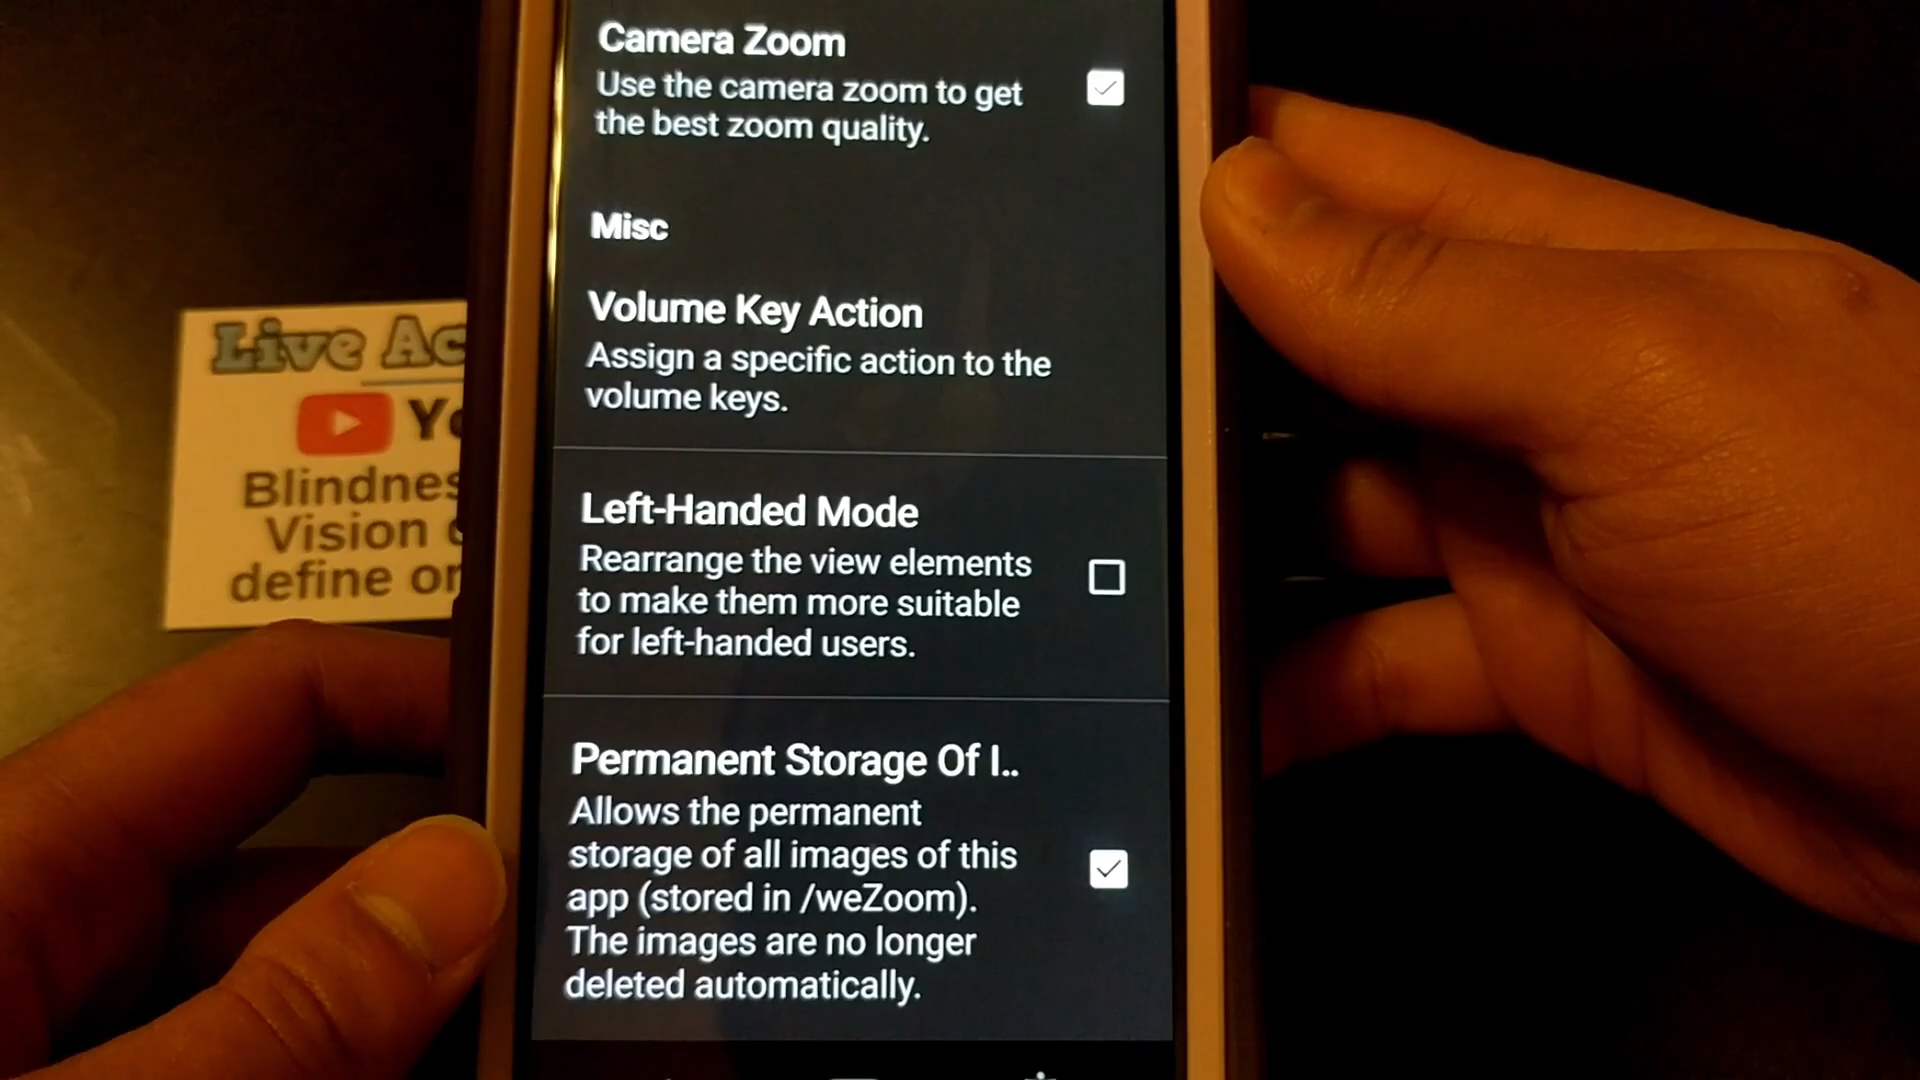 Camera Zoom
Use the camera zoom to get
the best zoom quality.
Misc
Volume Key Action
Assign a specific action to the
volume keys.
Left-Handed Mode
Rearrange the view elements
to make them more suitable
for left-handed users.
Permanent Storage Of I..
Allows the permanent
storage of all images of this
app (stored in /weZoom).
The images are no longer
deleted automatically.
Live Ac
Yo
Blindnes
Vision
define or